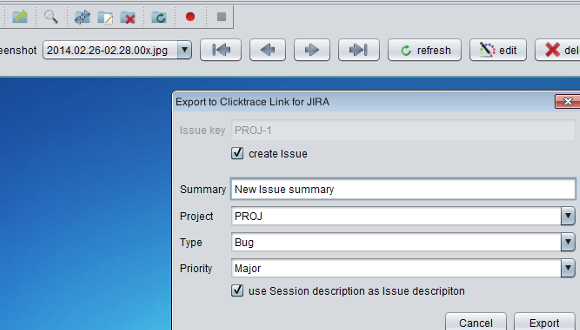 eenshot 2014.02.26-02.28.00x.jpg refresh edit del
Export to Clicktrace Link for JIRA
Issue key PROJ-1
create Issue
Summary New Issue summary
Project PROJ
Type Bug
Priority Major
use Session description as Issue descripiton
Cancel Export